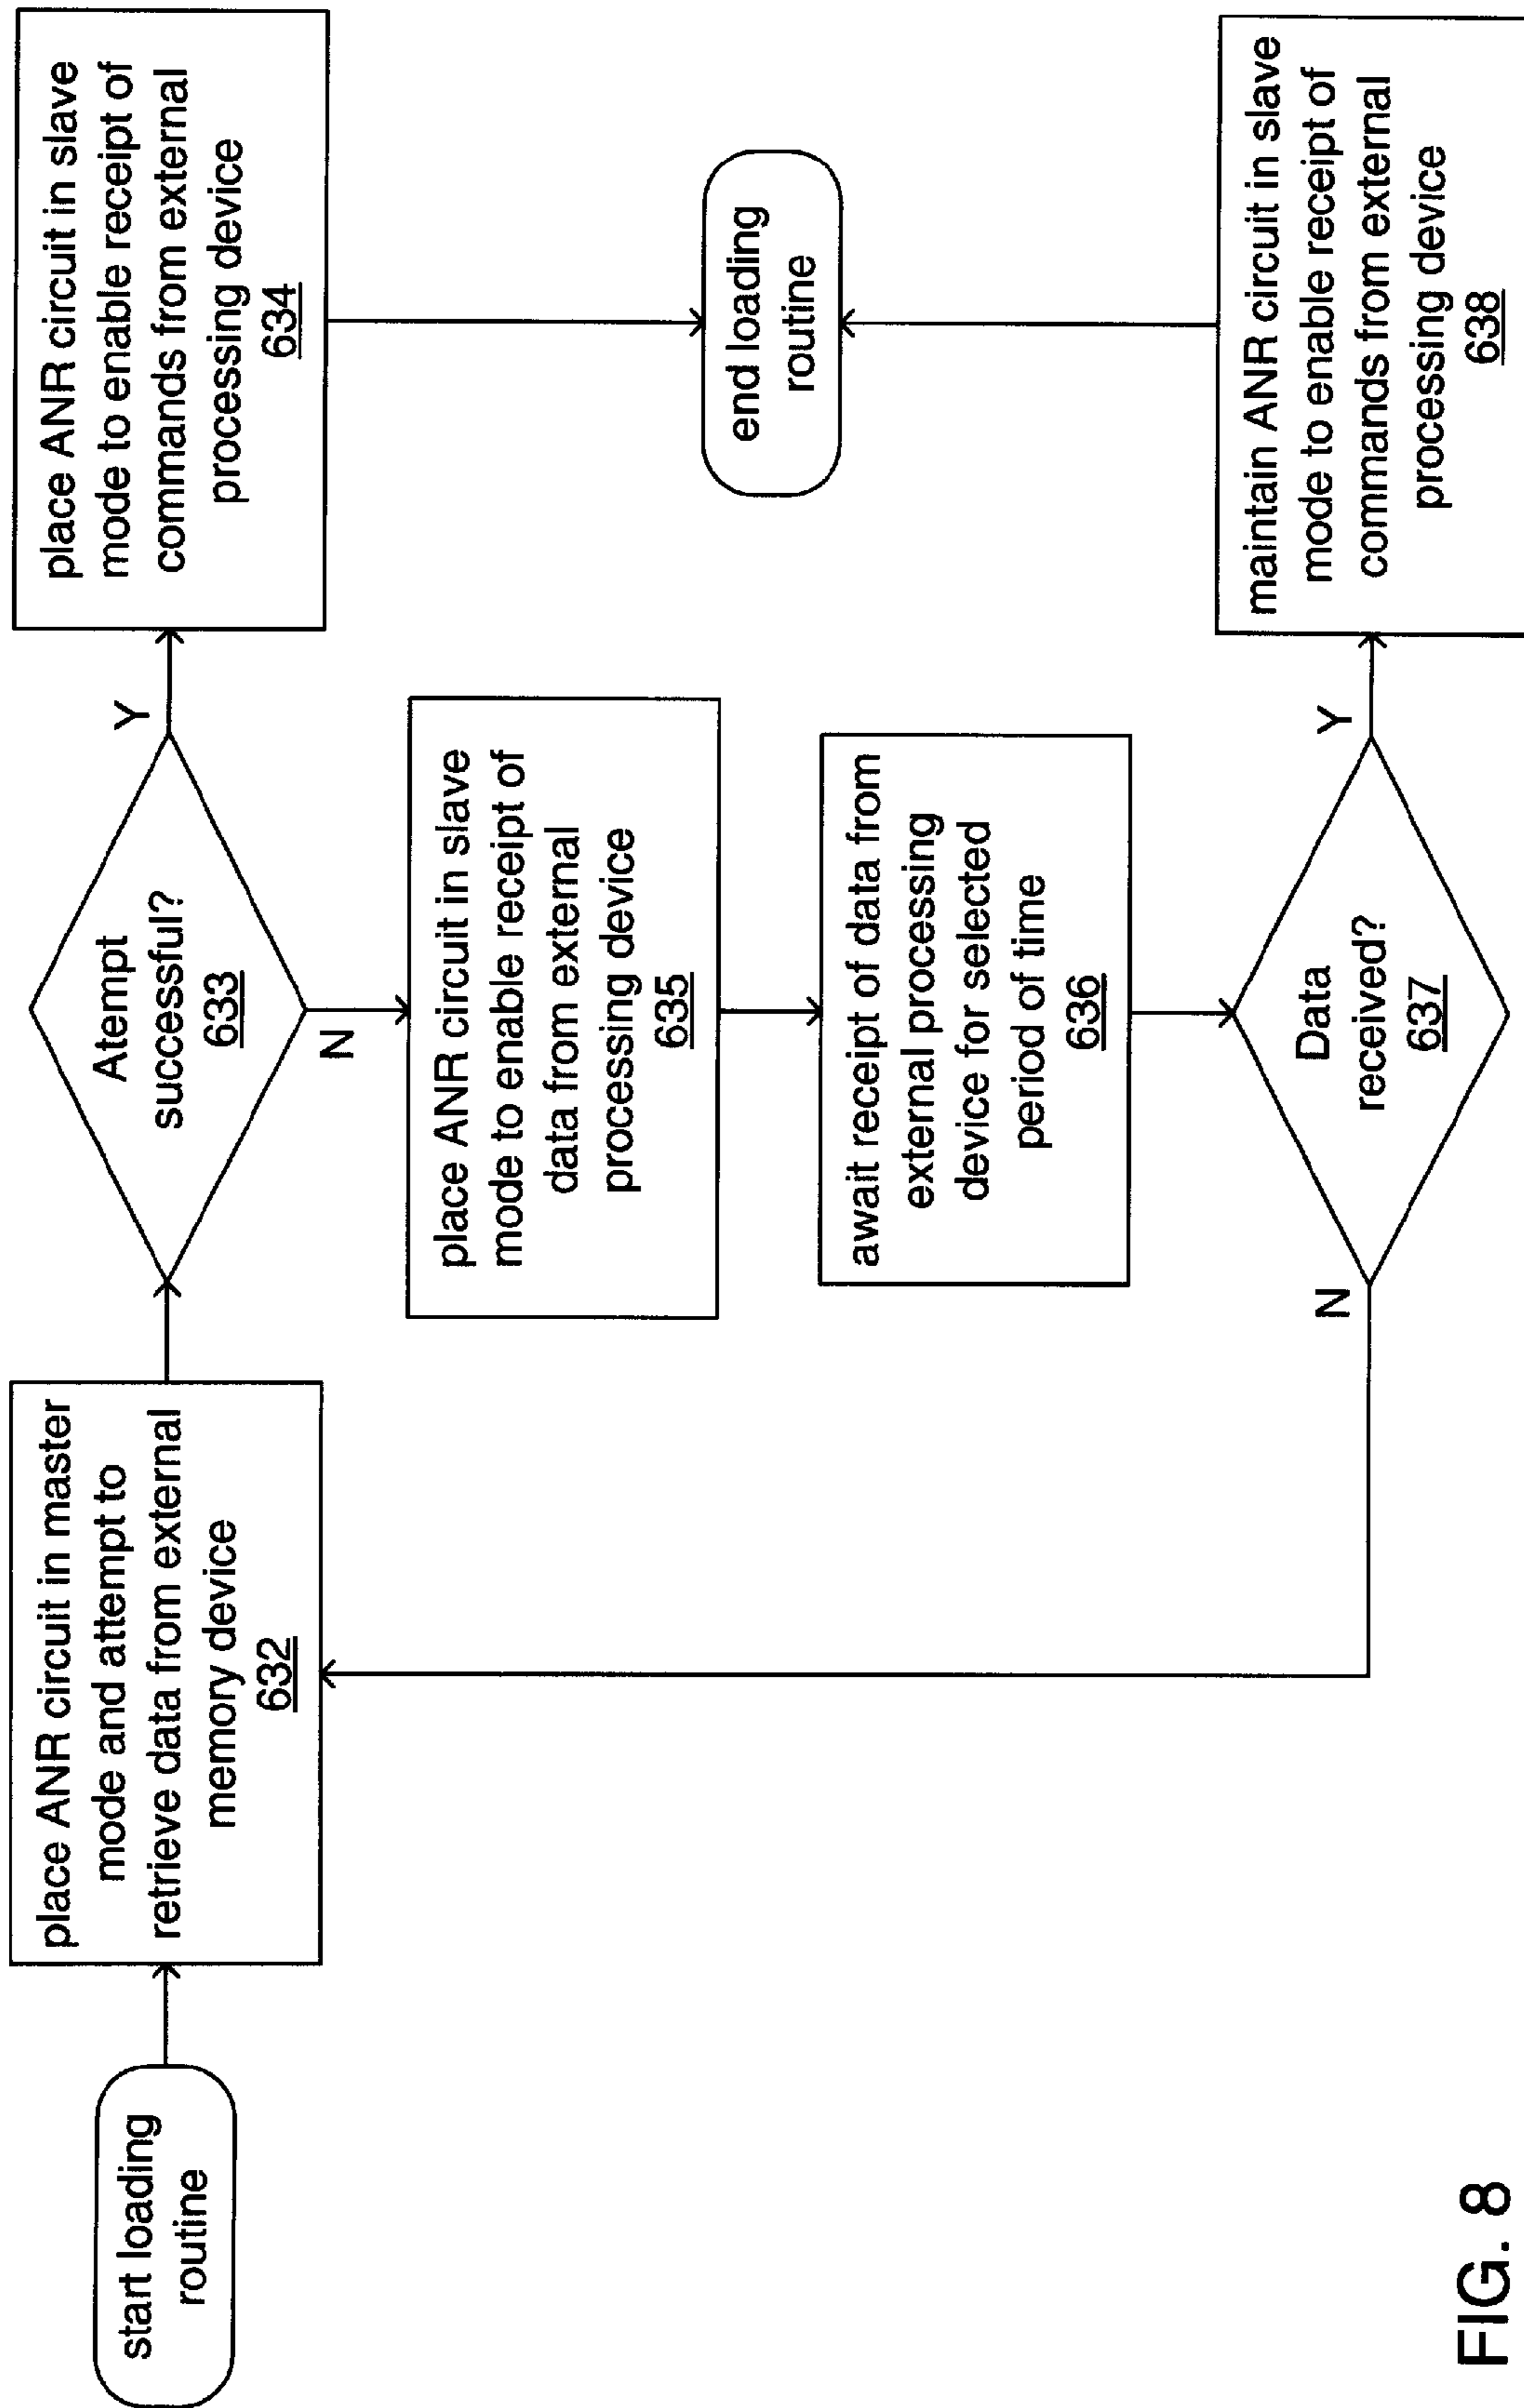 start loading
routine
place ANR circuit in master
mode and attempt to
retrieve data from external
memory device
632
Atempt
successful?
633
Y
N
place ANR circuit in slave
mode to enable receipt of
commands from external
processing device
634
place ANR circuit in slave
mode to enable receipt of
data from external
processing device
635
await receipt of data from
external processing
device for selected
period of time
636
end loading
routine
Data
received?
637
N
Y
maintain ANR circuit in slave
mode to enable receipt of
commands from external
processing device
638
FIG. 8